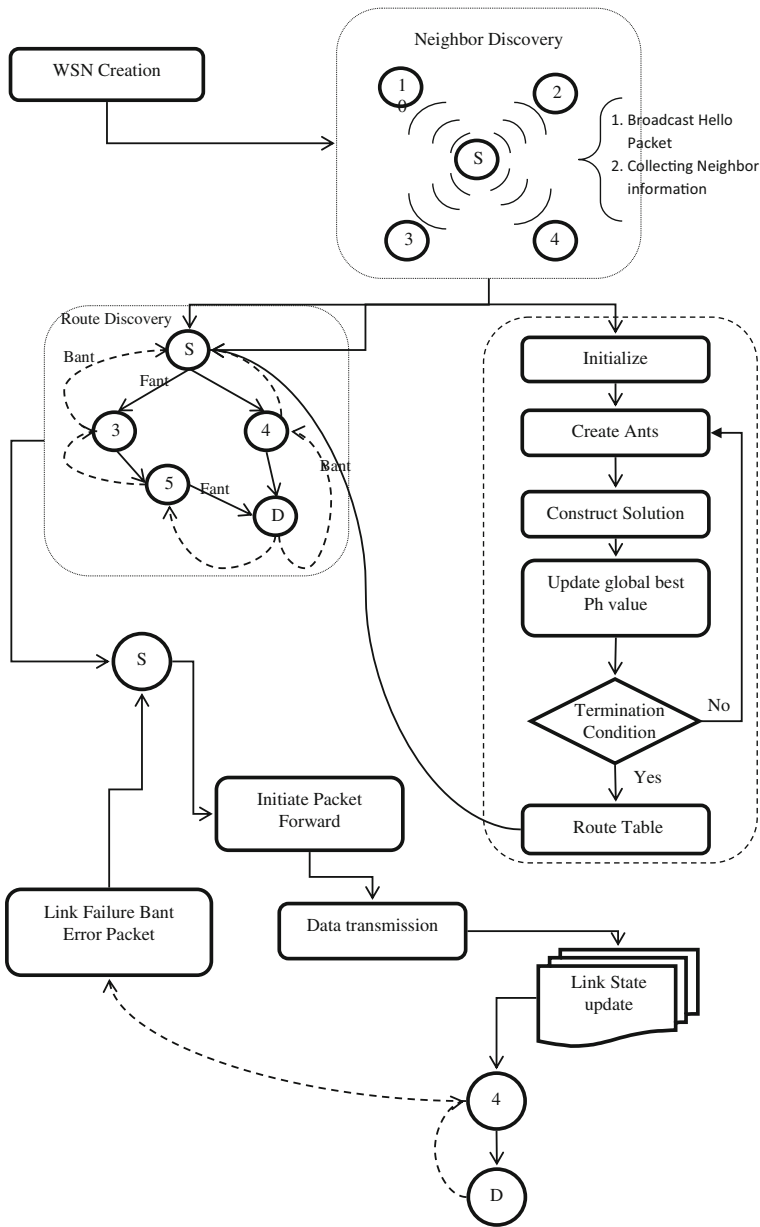 WSN Creation
Neighbor Discovery
1
0
2
S
3
4
1. Broadcast Hello
Packet
2. Collecting Neighbor
information
Route Discovery
S
Bant
Fant
3
4
Bant
5
Fant
D
Initialize
Create Ants
Construct Solution
Update global best
Ph value
Termination
Condition
No
Yes
Route Table
S
Initiate Packet
Forward
Link Failure Bant
Error Packet
Data transmission
Link State
update
4
D